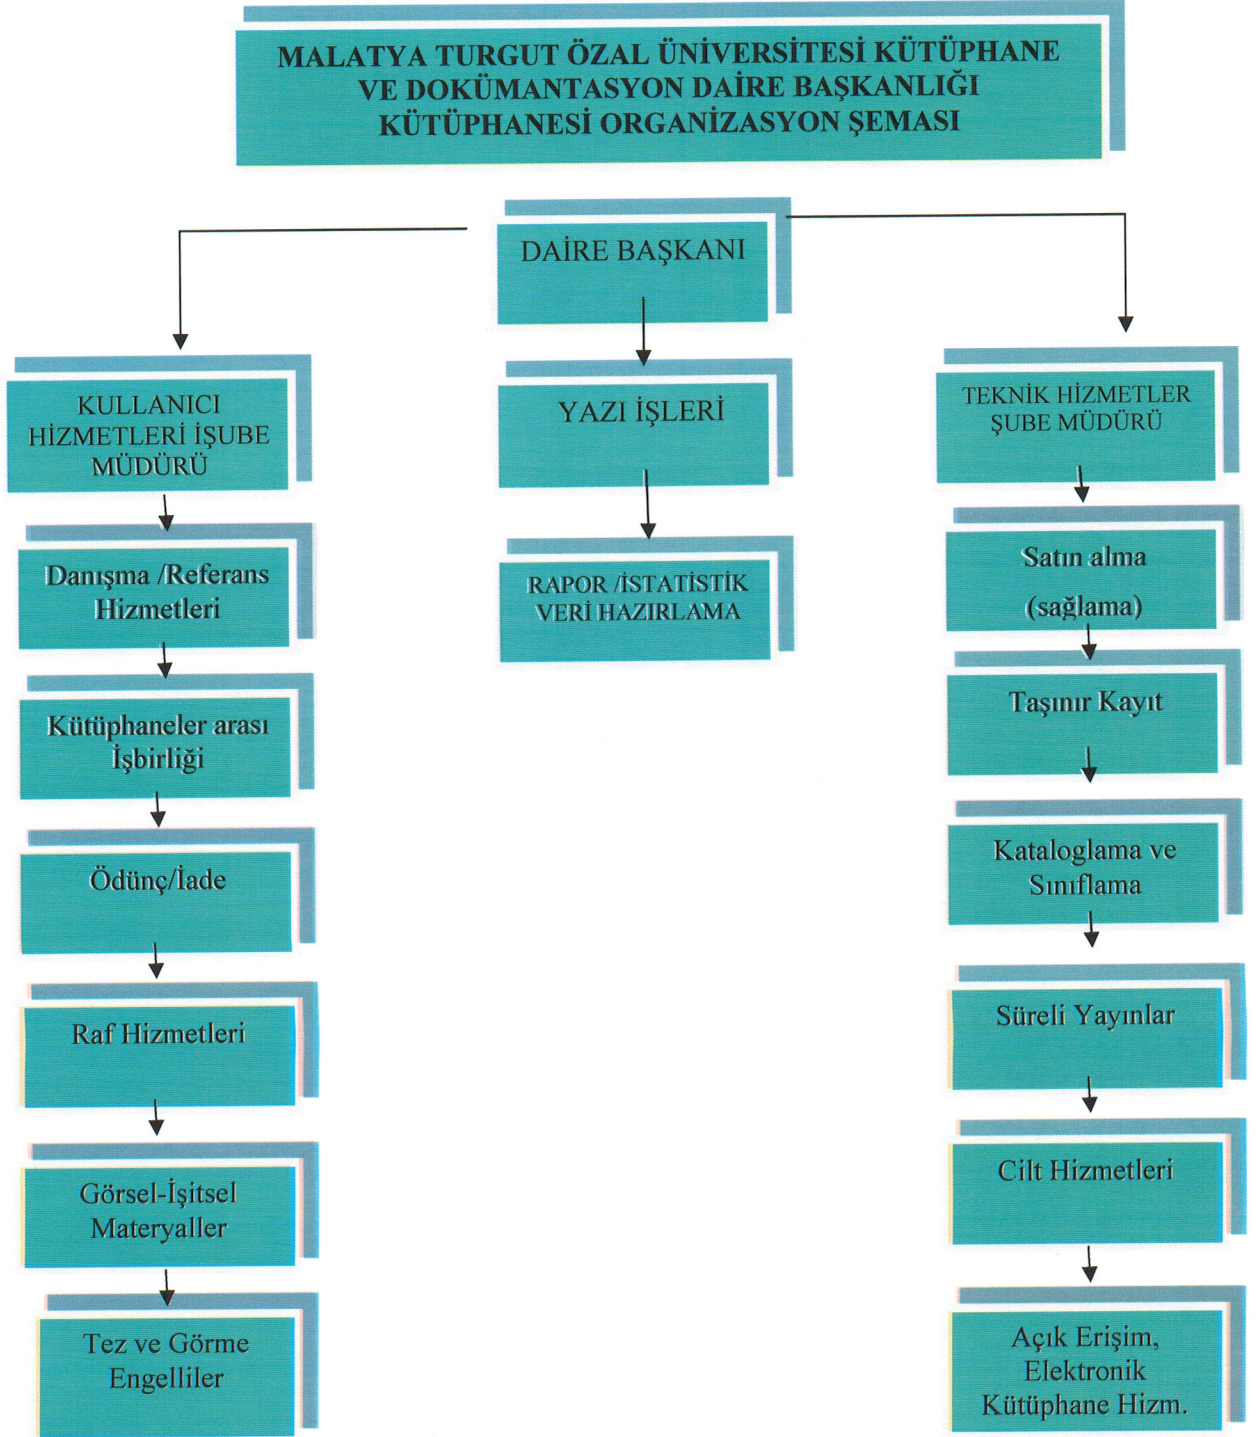 MALATYA TURGUT ÖZAL ÜNİVERSİTESİ KÜTÜPHANE
VE DOKÜMANTASYON DAİRE BAŞKANLIĞI
KÜTÜPHANESİ ORGANİZASYON ŞEMASI
DAİRE BAŞKANI
KULLANICI
HİZMETLERİ İŞUBE
MÜDÜRÜ
Danışma /Referans
Hizmetleri
Kütüphaneler arası
İşbirliği
Ödünç/İade
Raf Hizmetleri
Görsel-İşitsel
Materyaller
Tez ve Görme
Engelliler
YAZI İŞLERİ
RAPOR /İSTATİSTİK
VERİ HAZIRLAMA
TEKNİK HİZMETLER
ŞUBE MÜDÜRÜ
Satın alma
(sağlama)
Taşınır Kayıt
Kataloglama ve
Sınıflama
Süreli Yayınlar
Cilt Hizmetleri
Açık Erişim,
Elektronik
Kütüphane Hizm.